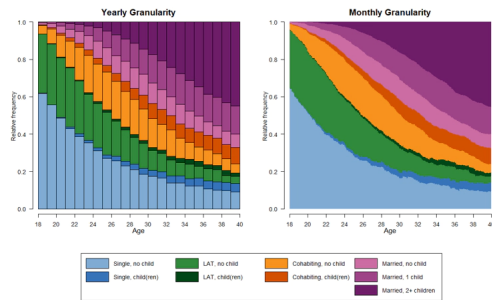 Yearly Granularity
Relative frequency
1.0
0.8
0.6
0.4
0.2
0.0
18 20 22 24 26 28 30 32 34 36 38 40
Age
Monthly Granularity
Relative frequency
1.0
0.8
0.6
0.4
0.2
0.0
18 20 22 24 26 28 30 32 34 36 38 40
Age
Single, no child
LAT, no child
Cohabiting, no child
Married, no child
Single, child(ren)
LAT, child(ren)
Cohabiting, child(ren)
Married, 1 child
Married, 2+ children